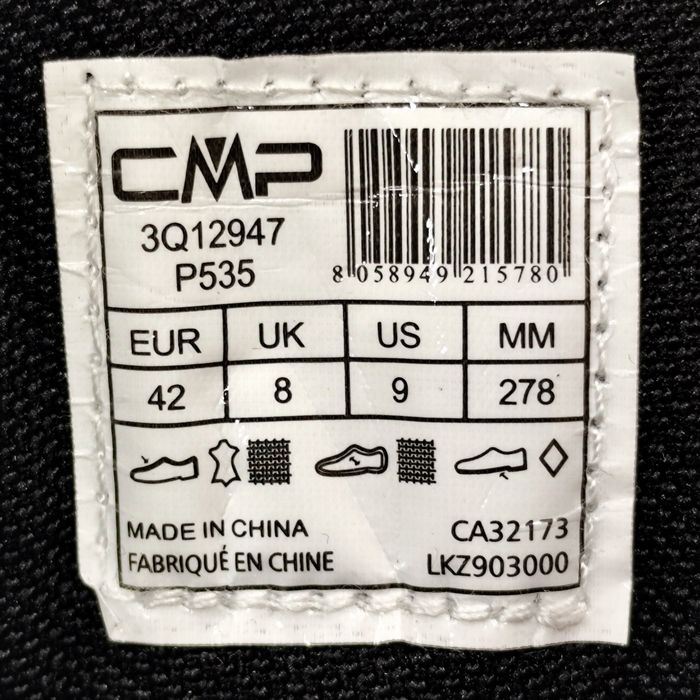 CMP
3Q12947
P535
8 058949 215780
EUR UK US MM
42 8 9 278
MADE IN CHINA
FABRIQUÉ EN CHINE
CA32173
LKZ903000